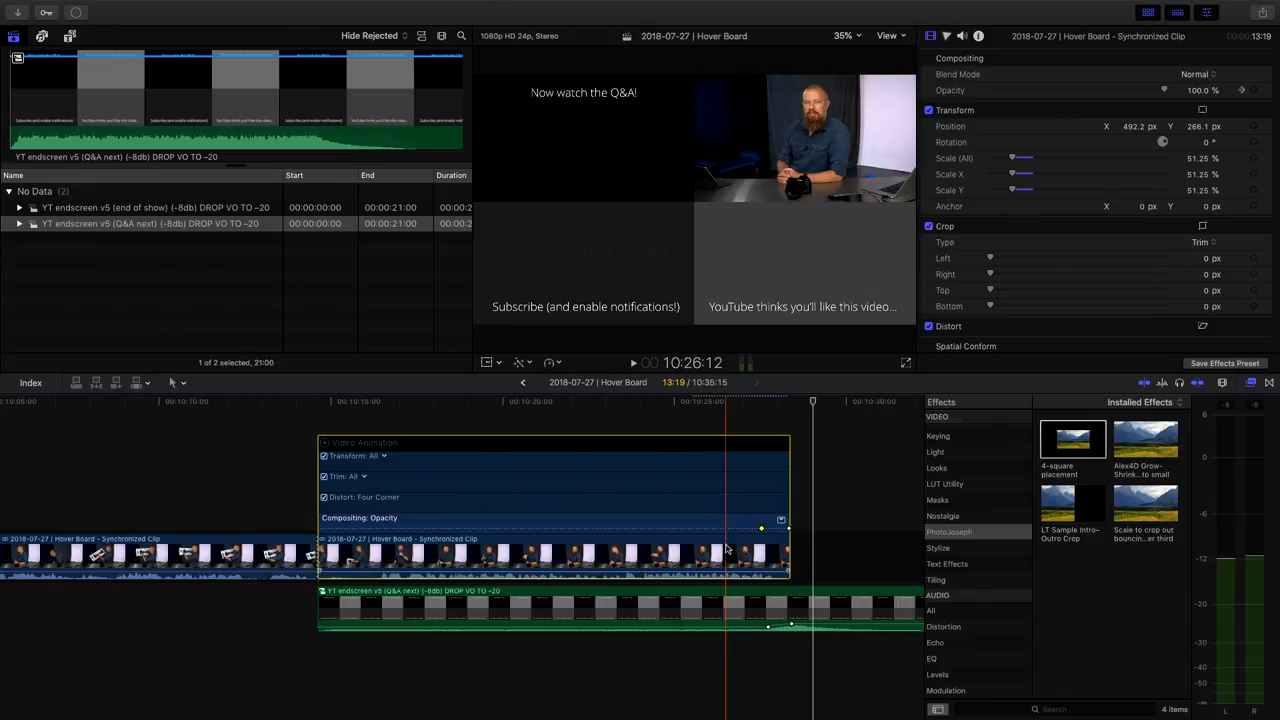 Hide Rejected
1080p HD 24p, Stereo
2018-07-27 | Hover Board
35%
View
2018-07-27 | Hover Board - Synchronized Clip
13:19
YT endscreen v5 (Q&A next) (-8db) DROP VO TO -20
Name
Start
End
Duration
No Data (2)
YT endscreen v5 (end of show) (-8db) DROP VO TO -20
00:00:00:00
00:00:21:00
YT endscreen v5 (Q&A next) (-8db) DROP VO TO -20
00:00:00:00
00:00:21:00
1 of 2 selected, 21:00
Now watch the Q&A!
Subscribe (and enable notifications!)
YouTube thinks you'll like this video...
10:26:12
Compositing
Blend Mode
Normal
Opacity
100.0 %
Transform
Position
X 492.2 px Y 266.1 px
Rotation
0 °
Scale (All)
51.25 %
Scale X
51.25 %
Scale Y
51.25 %
Anchor
X 0 px Y 0 px
Crop
Type
Trim
Left
0 px
Right
0 px
Top
0 px
Bottom
0 px
Distort
Spatial Conform
Save Effects Preset
Index
2018-07-27 | Hover Board
13:19 / 10:35:15
00:10:10:00
00:10:15:00
00:10:20:00
00:10:25:00
00:10:30:00
Video Animation
Transform: All
Trim: All
Distort: Four Corner
Compositing: Opacity
2018-07-27 | Hover Board - Synchronized Clip
2018-07-27 | Hover Board - Synchronized Clip
YT endscreen v5 (Q&A next) (-8db) DROP VO TO -20
Effects
Installed Effects
VIDEO
Keying
Light
Looks
LUT Utility
Masks
Nostalgia
PhotoJoseph
Stylize
Text Effects
Tiling
AUDIO
All
Distortion
Echo
EQ
Levels
Modulation
4-square
placement
Alex4D Grow-
Shrink...to small
LT Sample Intro-
Outro Crop
Scale to crop out
bouncin...er third
Search
4 items
-8
-8
6
0
-6
-12
-20
-30
-40
-50
L
R